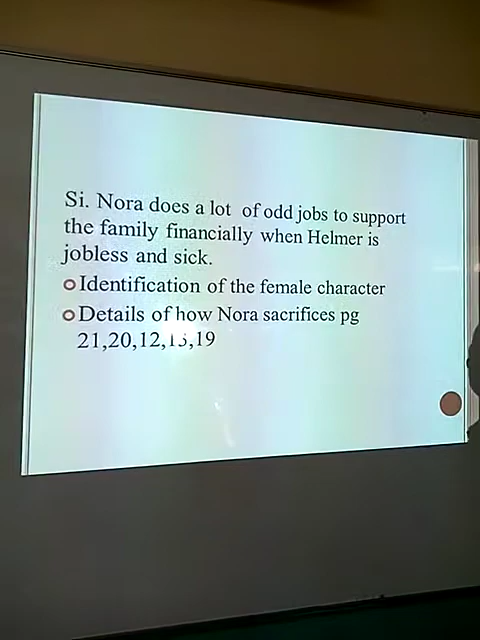 Si. Nora does a lot of odd jobs to support
the family financially when Helmer is
jobless and sick.
Identification of the female character
Details of how Nora sacrifices pg
21,20,12,13,19